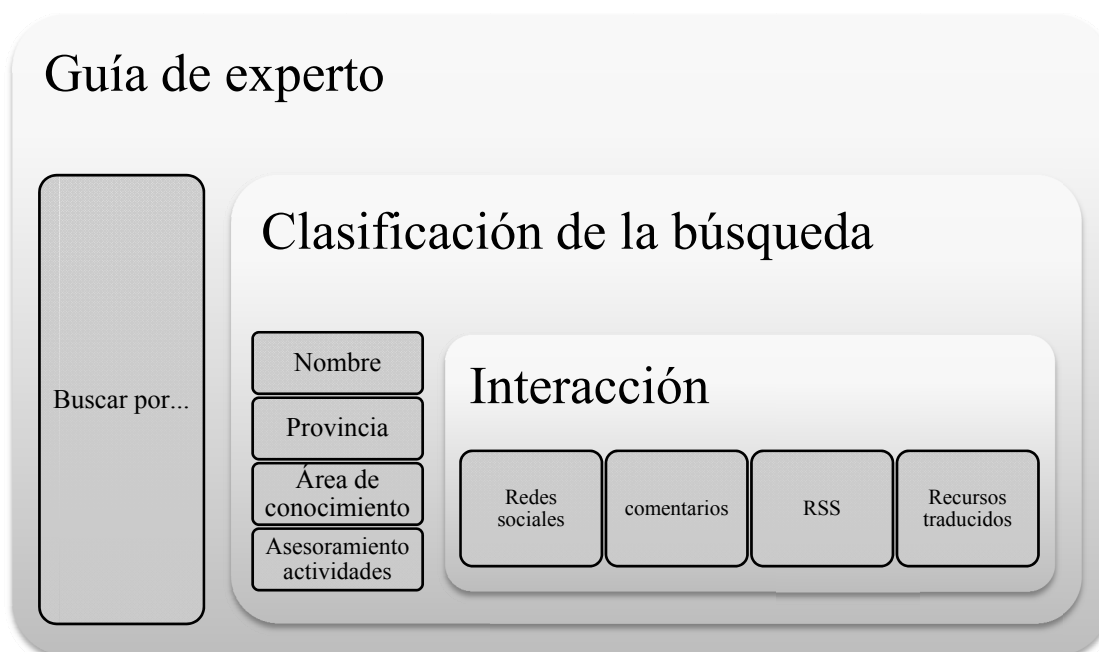 Guía de experto
Buscar por...
Clasificación de la búsqueda
Nombre
Provincia
Área de
conocimiento
Asesoramiento
actividades
Interacción
Redes
sociales
comentarios
RSS
Recursos
traducidos